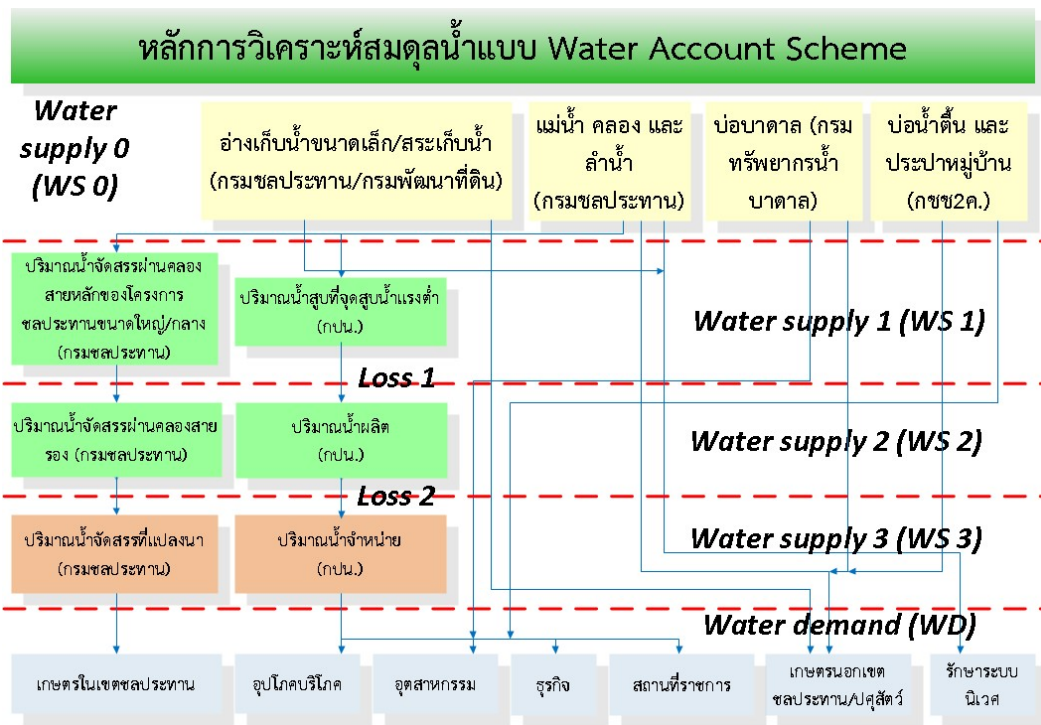 หลักการวิเคราะห์สมดุลน้ำแบบ Water Account Scheme
Water
supply 0
(WS 0)
อ่างเก็บน้ำขนาดเล็ก/สระเก็บน้ำ
(กรมชลประทาน/กรมพัฒนาที่ดิน)
แม่น้ำ คลอง และ
ลำน้ำ
(กรมชลประทาน)
บ่อบาดาล (กรม
ทรัพยากรน้ำ
บาดาล)
บ่อน้ำตื้น และ
ประปาหมู่บ้าน
(กชช2ค.)
ปริมาณน้ำจัดสรรผ่านคลอง
สายหลักของโครงการ
ชลประทานขนาดใหญ่/กลาง
(กรมชลประทาน)
ปริมาณน้ำสูบที่จุดสูบน้ำแรงต่ำ
(กปน.)
Water supply 1 (WS 1)
Loss 1
ปริมาณน้ำจัดสรรผ่านคลองสาย
รอง (กรมชลประทาน)
ปริมาณน้ำผลิต
(กปน.)
Water supply 2 (WS 2)
Loss 2
ปริมาณน้ำจัดสรรที่แปลงนา
(กรมชลประทาน)
ปริมาณน้ำจำหน่าย
(กปน.)
Water supply 3 (WS 3)
Water demand (WD)
เกษตรในเขตชลประทาน
อุปโภคบริโภค
อุตสาหกรรม
ธุรกิจ
สถานที่ราชการ
เกษตรนอกเขต
ชลประทาน/ปศุสัตว์
รักษาระบบ
นิเวศ